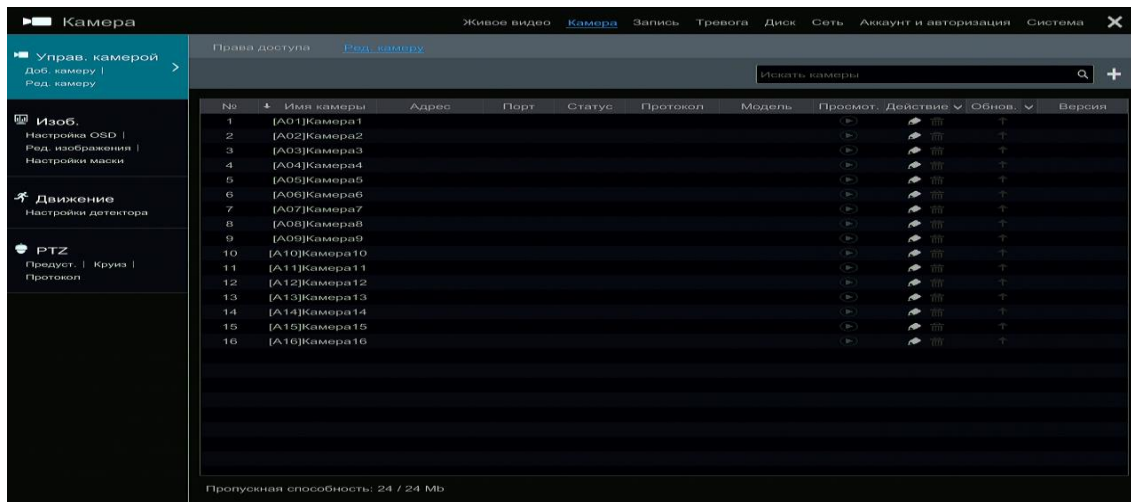 Камера
Живое видео Камера Запись Тревога Диск Сеть Аккаунт и авторизация Система
Управ. камерой
Доб. камеру |
Ред. камеру
Права доступа Ред. камеру
Искать камеры
Изоб.
Настройка OSD |
Ред. изображения |
Настройки маски
Движение
Настройки детектора
PTZ
Предуст. | Круиз |
Протокол
№ Имя камеры Адрес Порт Статус Протокол Модель Просмот. Действие Обнов. Версия
1 [A01]Камера1
2 [A02]Камера2
3 [A03]Камера3
4 [A04]Камера4
5 [A05]Камера5
6 [A06]Камера6
7 [A07]Камера7
8 [A08]Камера8
9 [A09]Камера9
10 [A10]Камера10
11 [A11]Камера11
12 [A12]Камера12
13 [A13]Камера13
14 [A14]Камера14
15 [A15]Камера15
16 [A16]Камера16
Пропускная способность: 24 / 24 Mb